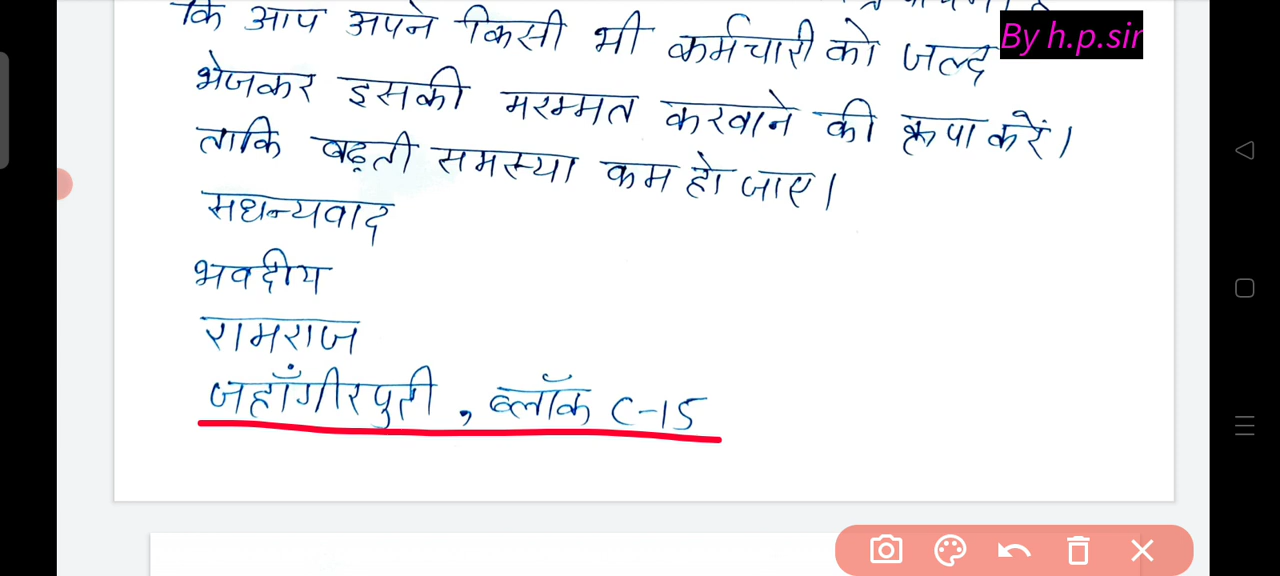 कि आप अपने किसी भी कर्मचारी को जल्द
By h.p.sir
भेजकर इसकी मरम्मत करवाने की कृपा करें।
ताकि बढ़ती समस्या कम हो जाए।
सधन्यवाद
भवदीय
रामराज
जहाँगीरपुरी, ब्लॉक C-15